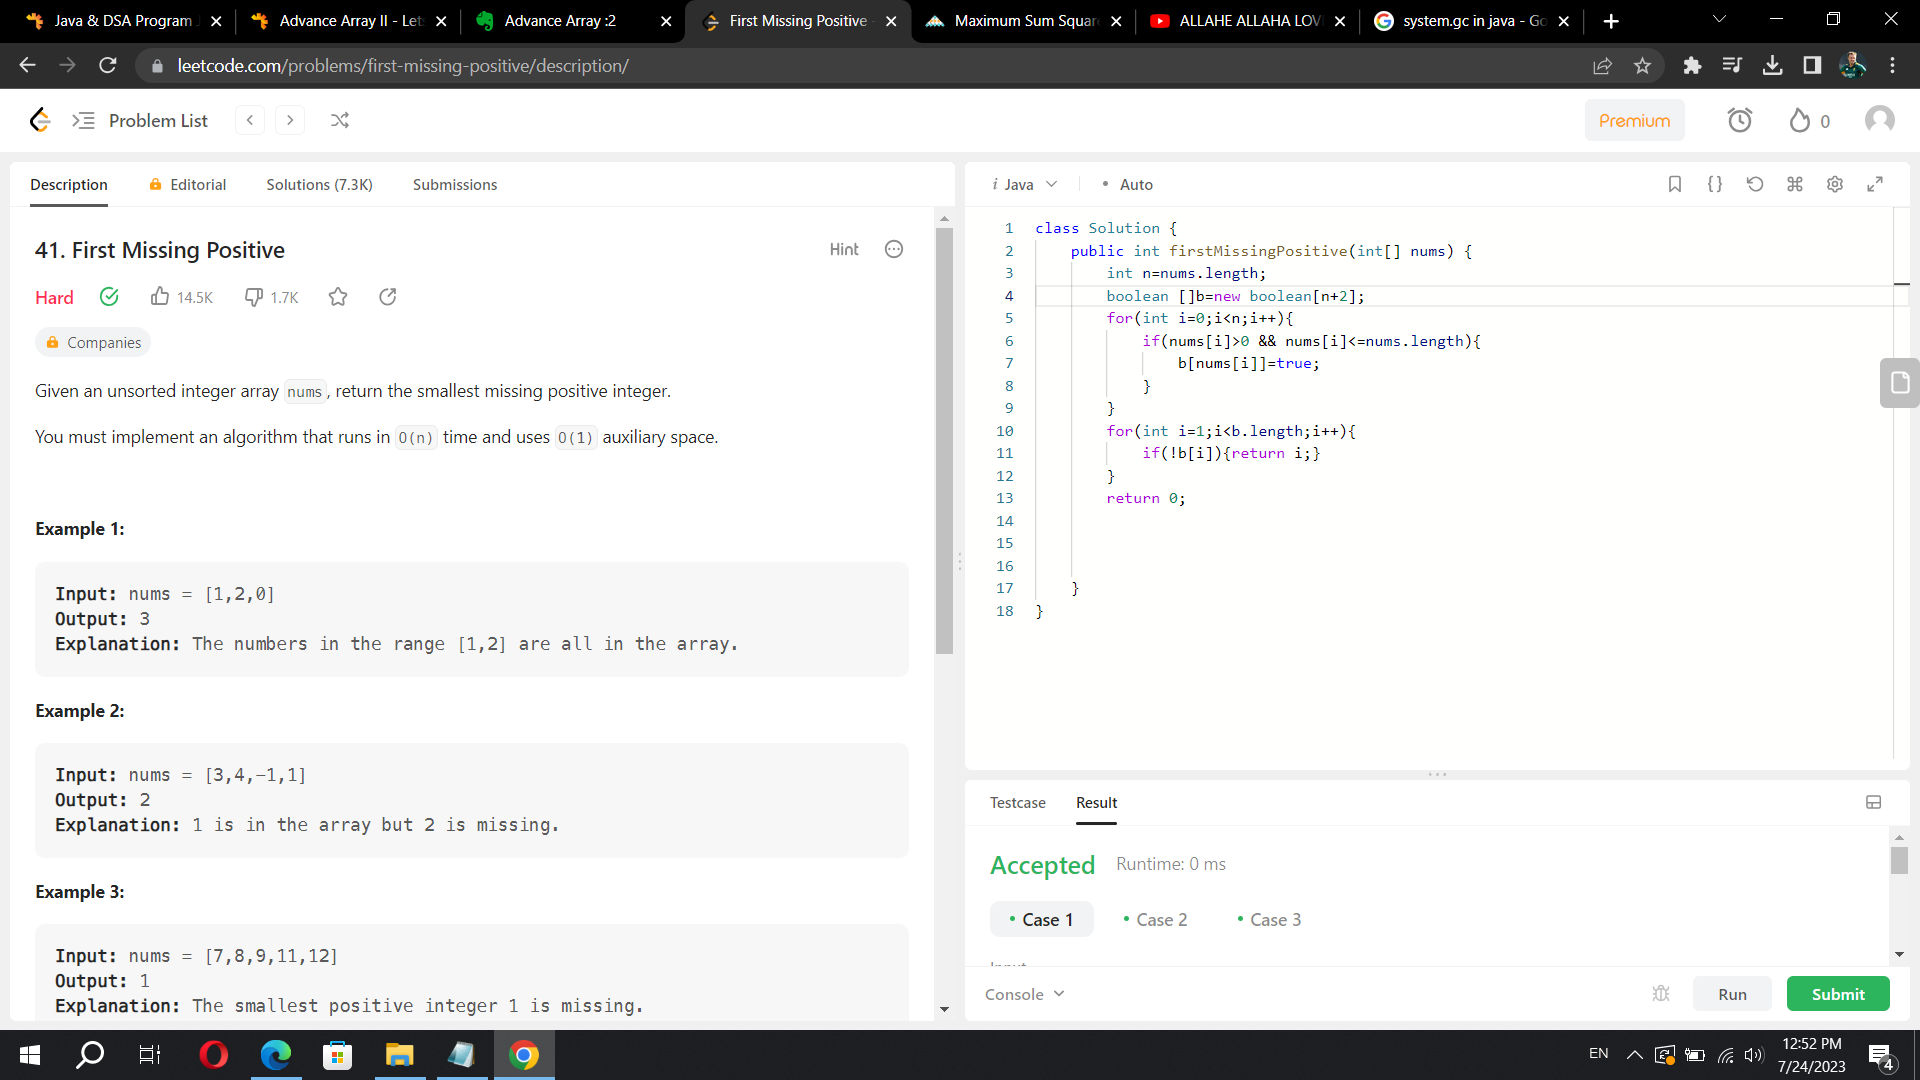 Java & DSA Program
Advance Array II - Let
Advance Array :2
First Missing Positive -
Maximum Sum Squar
ALLAHE ALLAHA LOV
system.gc in java - Go
leetcode.com/problems/first-missing-positive/description/
Problem List
Premium
0
Description
Editorial
Solutions (7.3K)
Submissions
41. First Missing Positive
Hint
Hard
14.5K
1.7K
Companies
Given an unsorted integer array nums, return the smallest missing positive integer.
You must implement an algorithm that runs in O(n) time and uses O(1) auxiliary space.
Example 1:
Input: nums = [1,2,0]
Output: 3
Explanation: The numbers in the range [1,2] are all in the array.
Example 2:
Input: nums = [3,4,-1,1]
Output: 2
Explanation: 1 is in the array but 2 is missing.
Example 3:
Input: nums = [7,8,9,11,12]
Output: 1
Explanation: The smallest positive integer 1 is missing.
i Java
• Auto
{}
1 class Solution {
2 public int firstMissingPositive(int[] nums) {
3 int n=nums.length;
4 boolean []b=new boolean[n+2];
5 for(int i=0;i<n;i++){
6 if(nums[i]>0 && nums[i]<=nums.length){
7 b[nums[i]]=true;
8 }
9 }
10 for(int i=1;i<b.length;i++){
11 if(!b[i]){return i;}
12 }
13 return 0;
14
15
16
17 }
18 }
Testcase
Result
Accepted
Runtime: 0 ms
• Case 1
• Case 2
• Case 3
Input
Console
Run
Submit
EN
12:52 PM
7/24/2023
4